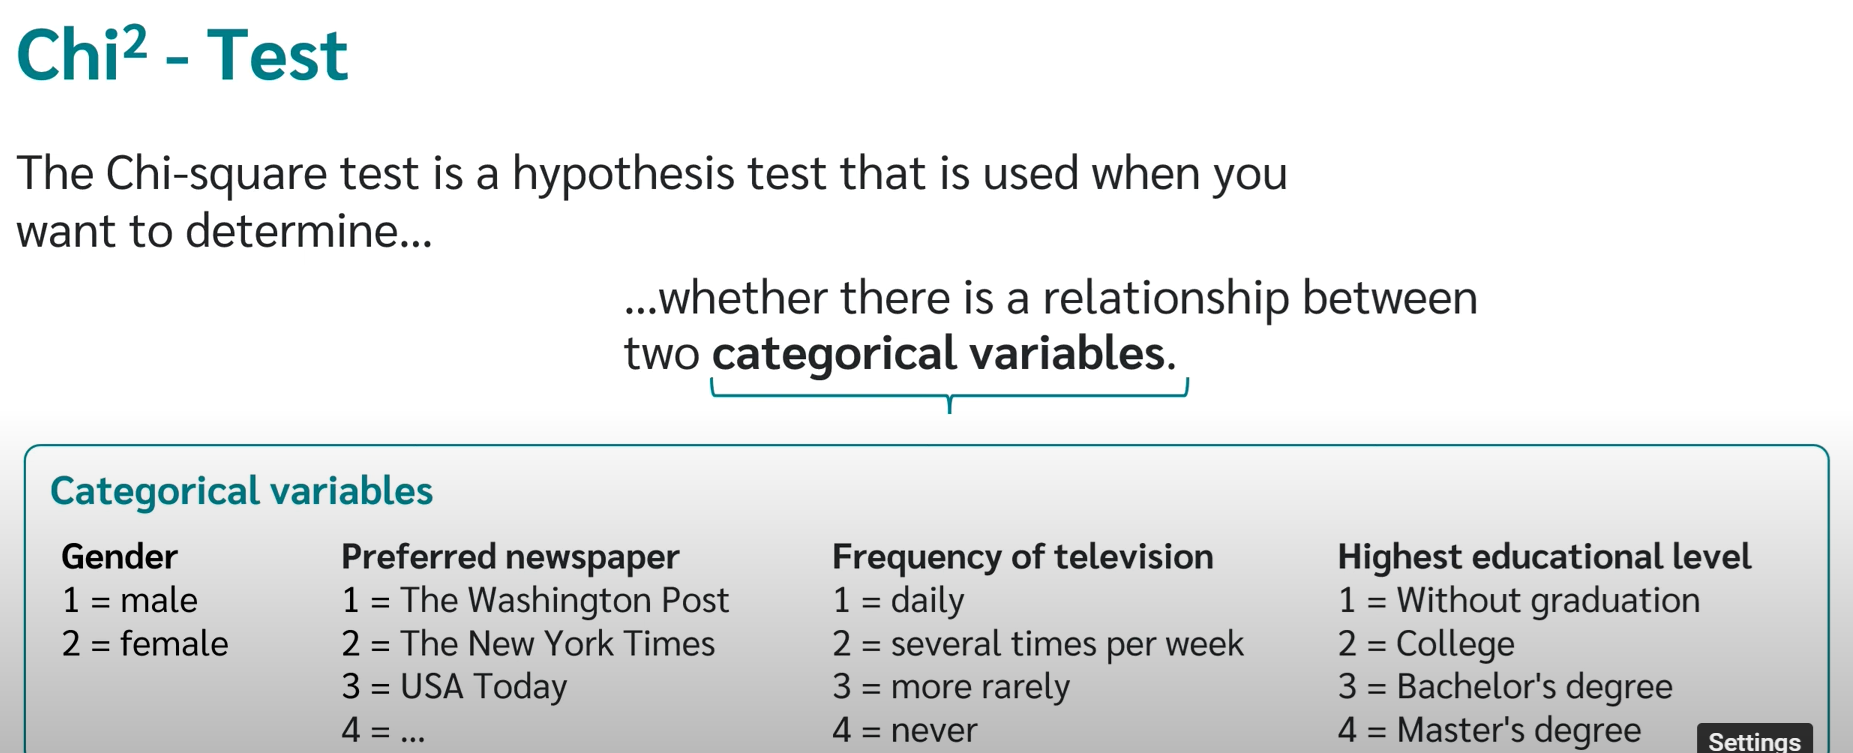 Chi² - Test
The Chi-square test is a hypothesis test that is used when you
want to determine...
...whether there is a relationship between
two categorical variables.
Categorical variables
Gender
1 = male
2 = female
Preferred newspaper
1 = The Washington Post
2 = The New York Times
3 = USA Today
4 = ...
Frequency of television
1 = daily
2 = several times per week
3 = more rarely
4 = never
Highest educational level
1 = Without graduation
2 = College
3 = Bachelor's degree
4 = Master's degree
Settings